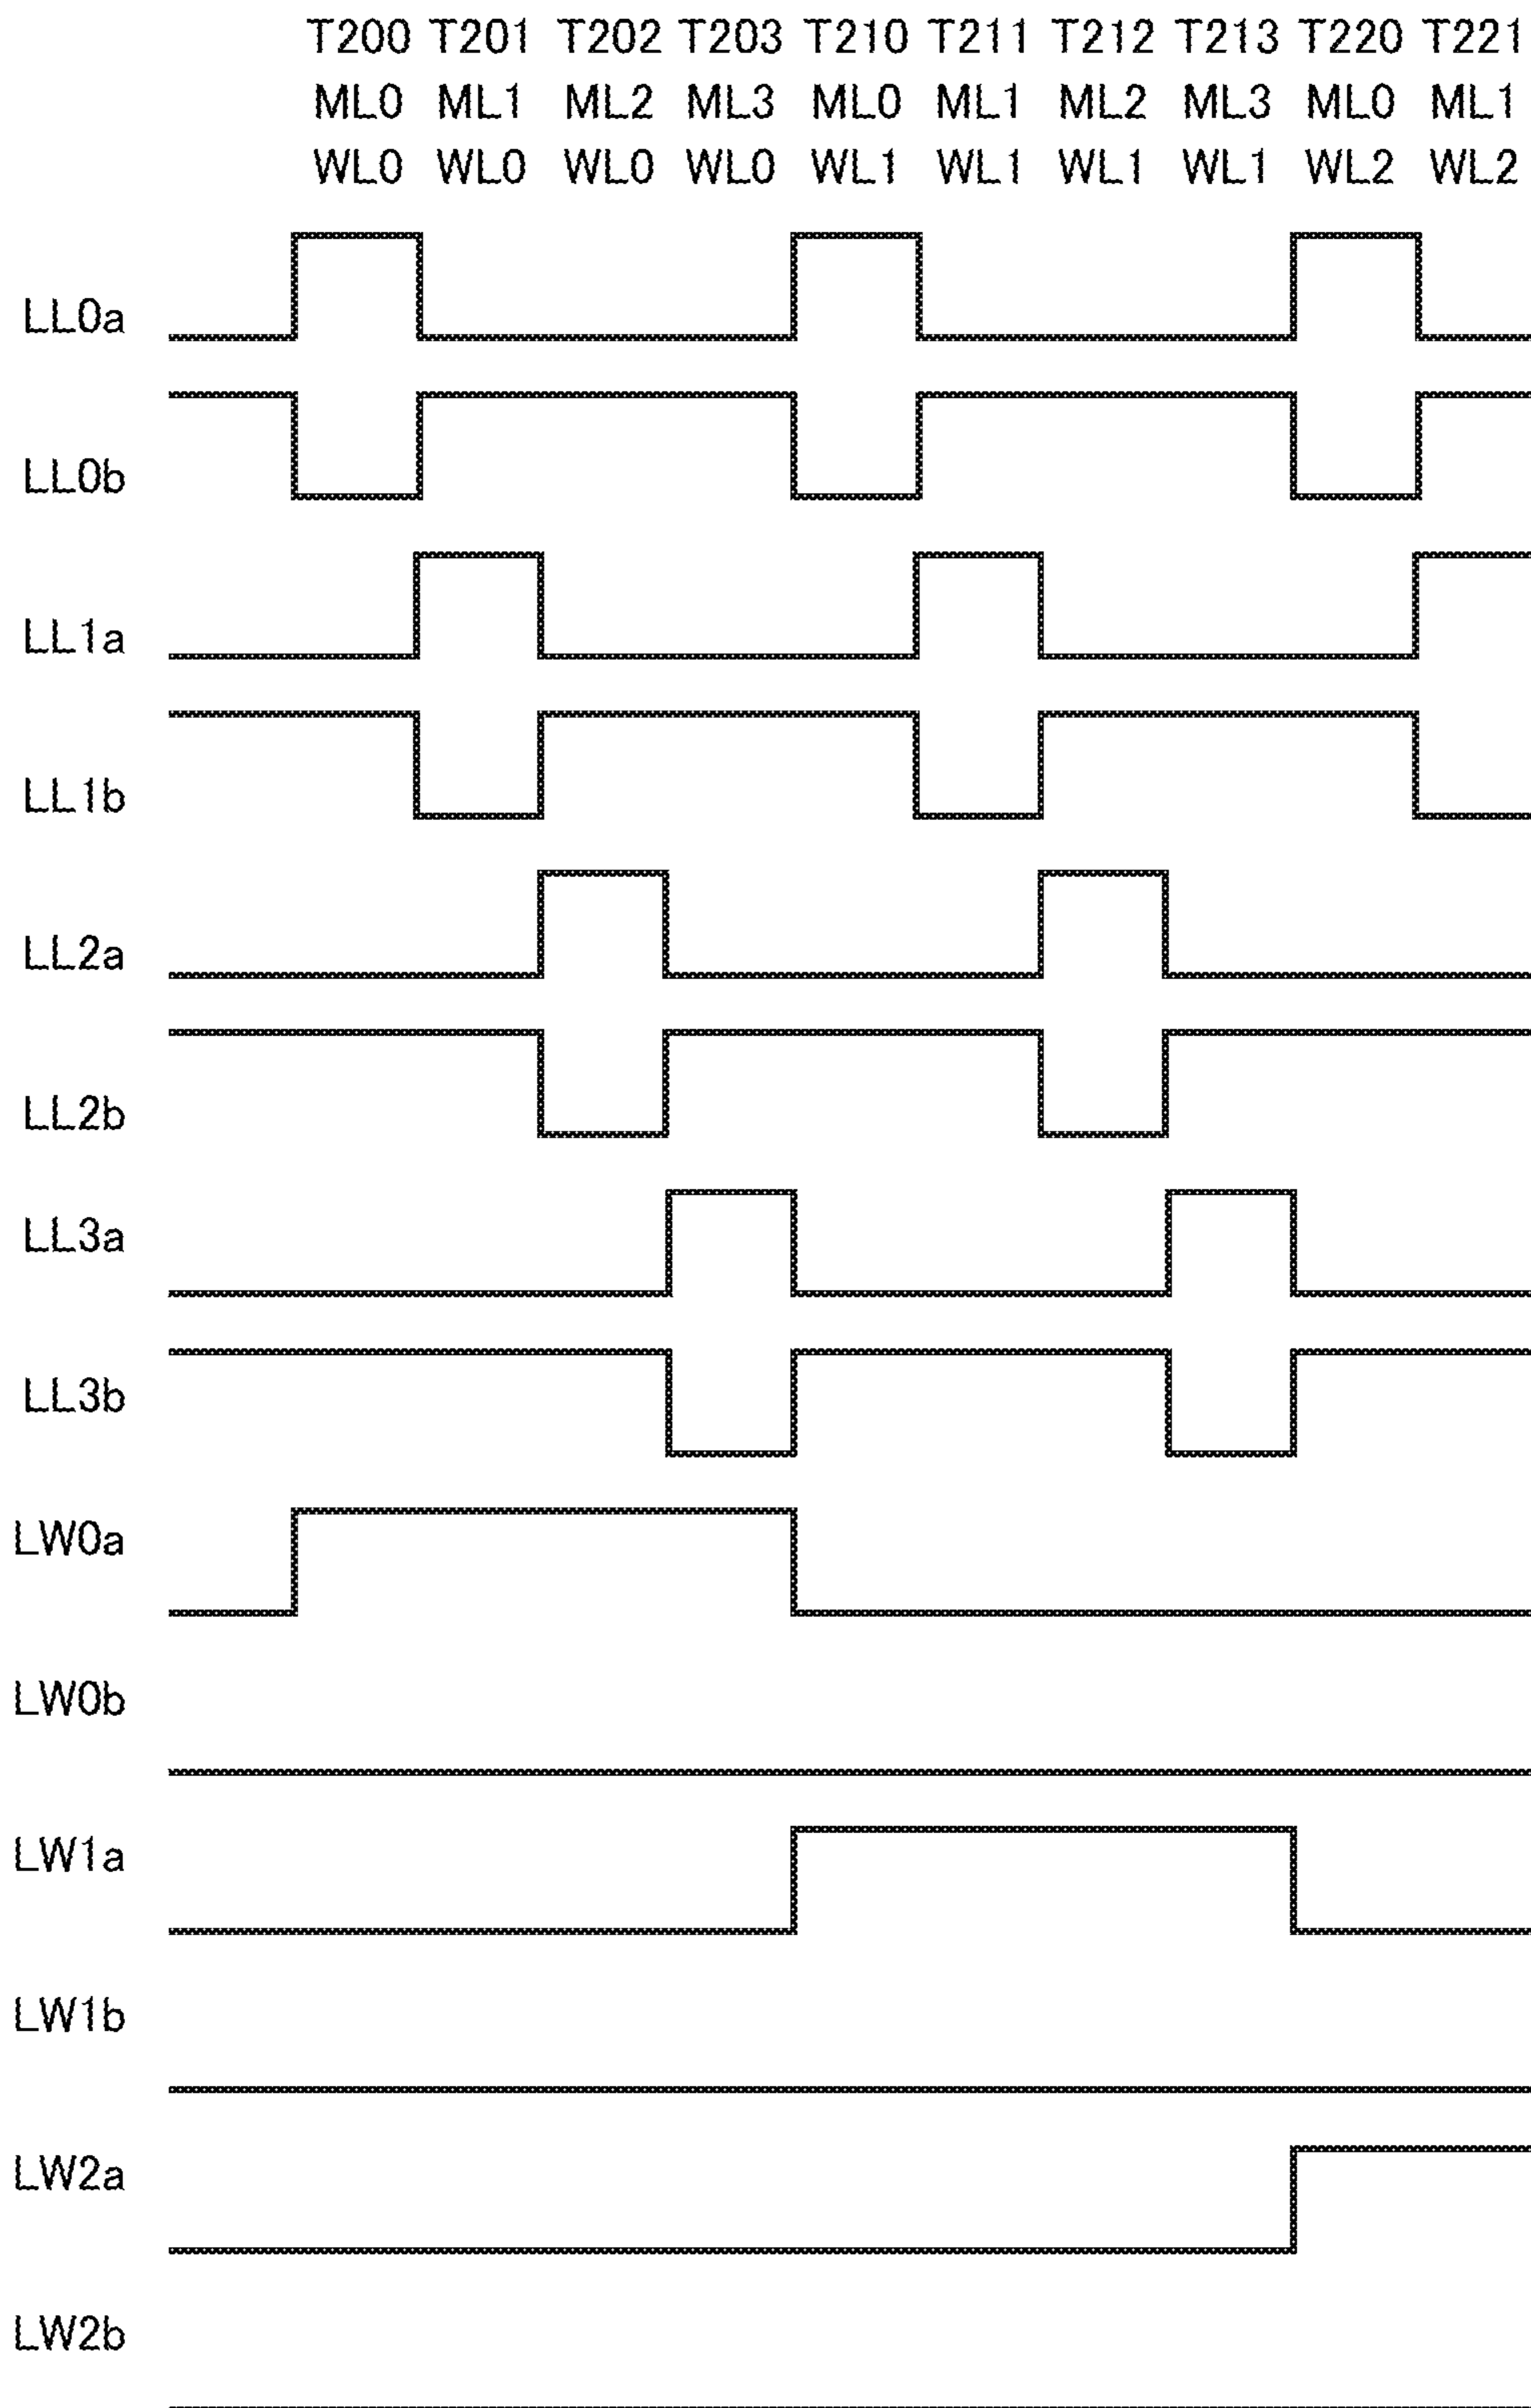 T200 T201 T202 T203 T210 T211 T212 T213 T220 T221
ML0 ML1 ML2 ML3 ML0 ML1 ML2 ML3 ML0 ML1
WL0 WL0 WL0 WL0 WL1 WL1 WL1 WL1 WL2 WL2
LL0a
LL0b
LL1a
LL1b
LL2a
LL2b
LL3a
LL3b
LW0a
LW0b
LW1a
LW1b
LW2a
LW2b